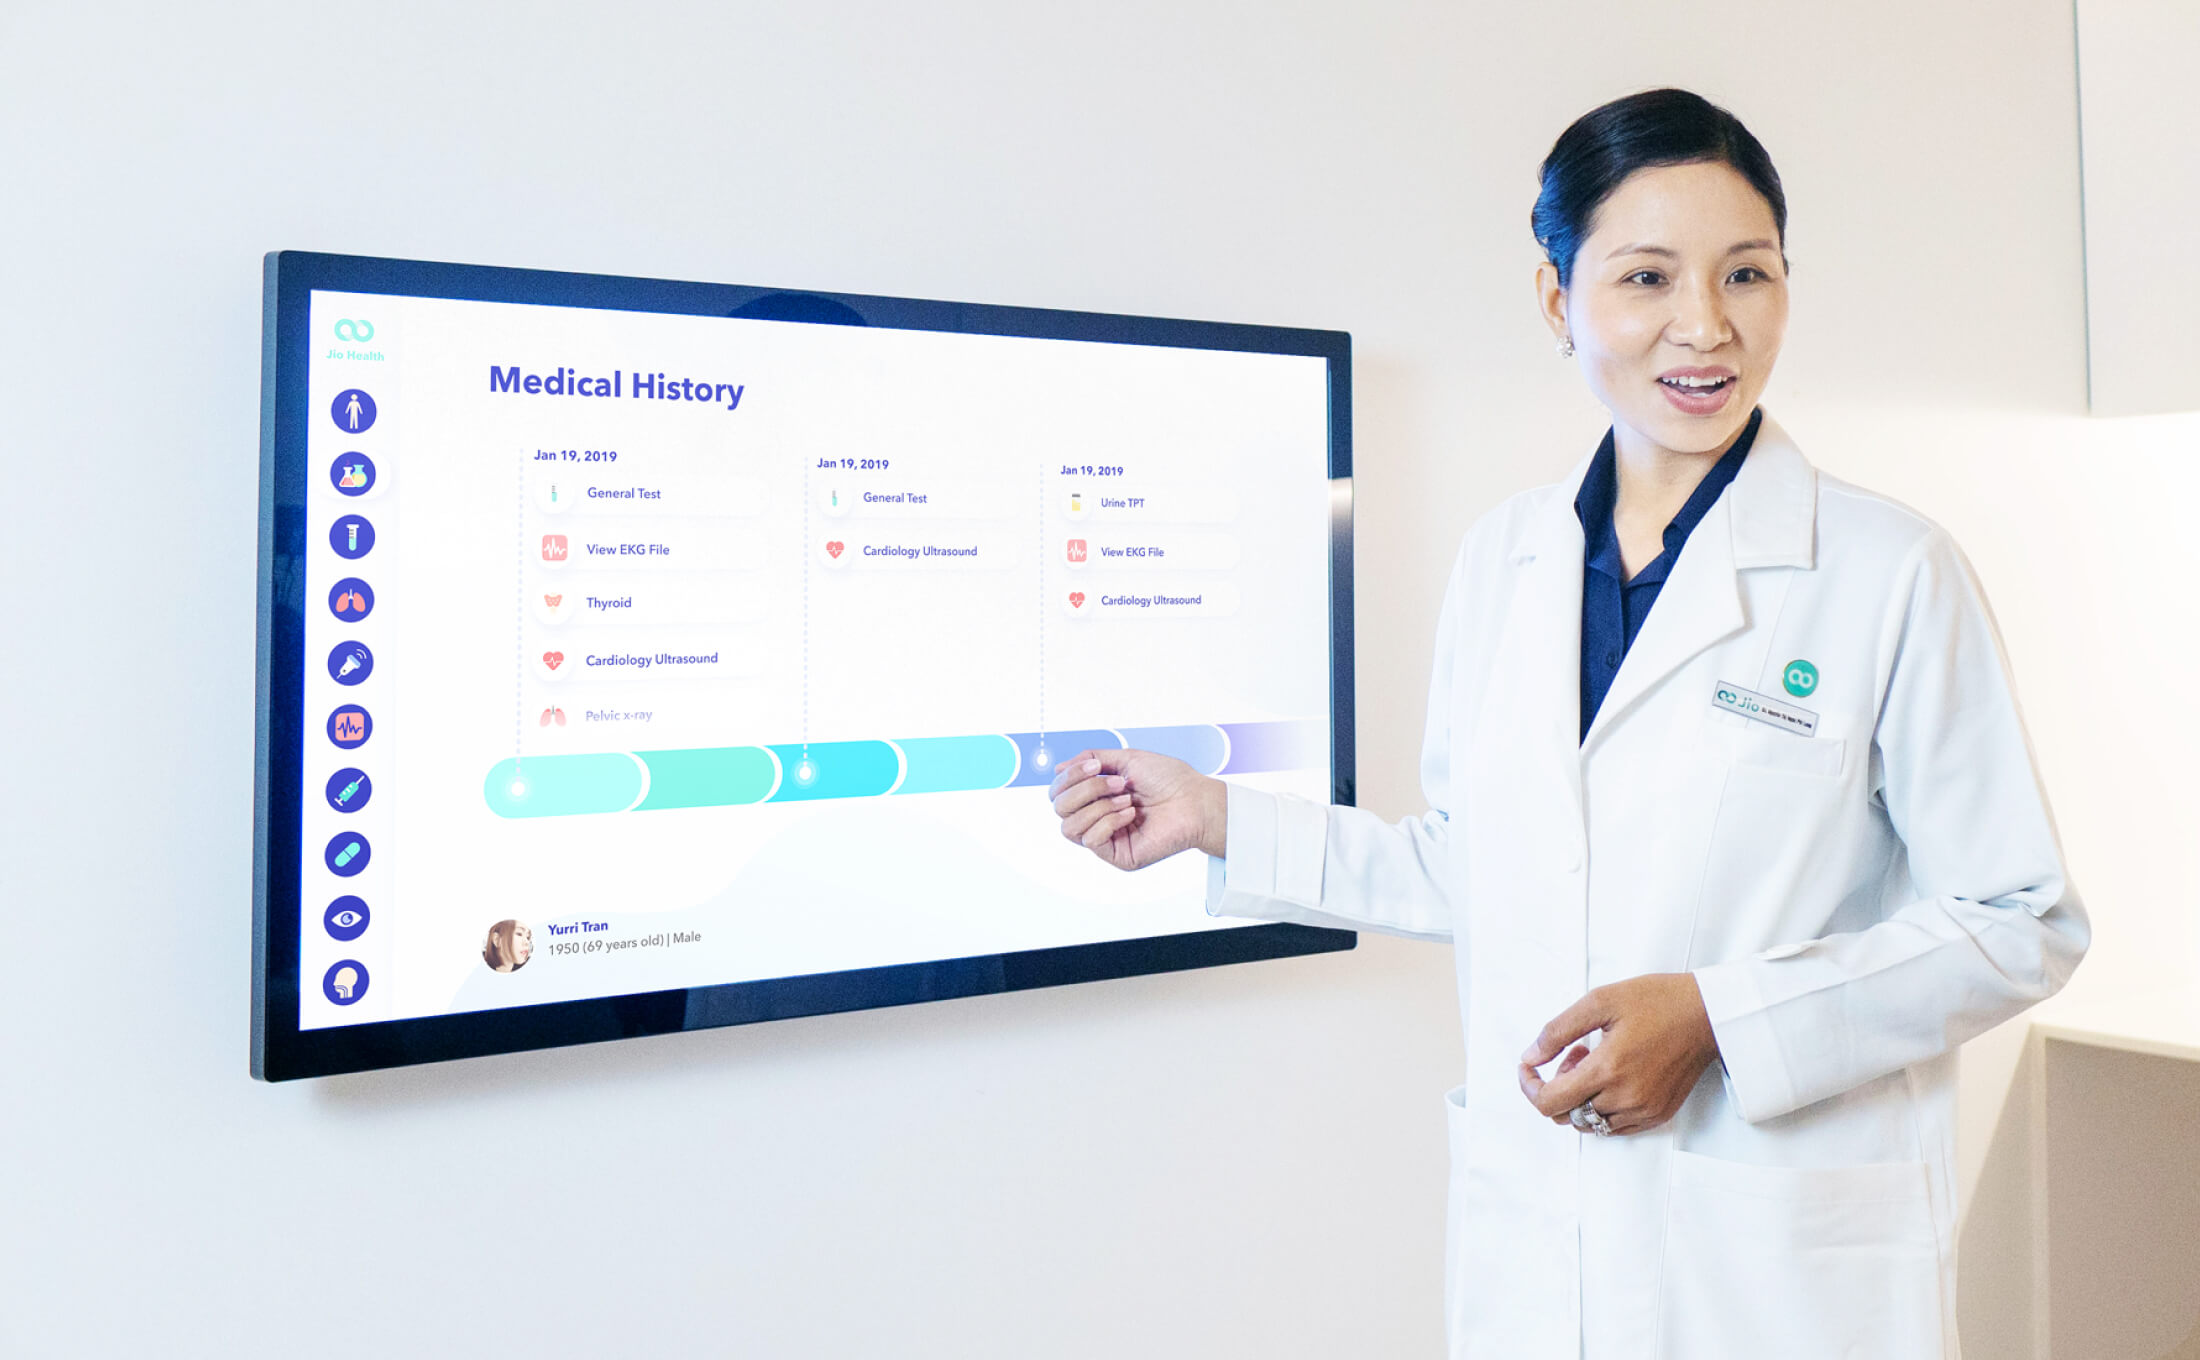 Jio Health
Medical History
Jan 19, 2019
General Test
View EKG File
Thyroid
Cardiology Ultrasound
Pelvic x-ray
Jan 19, 2019
General Test
Cardiology Ultrasound
Jan 19, 2019
Urine TPT
View EKG File
Cardiology Ultrasound
Yurri Tran
1950 (69 years old) | Male
Jio